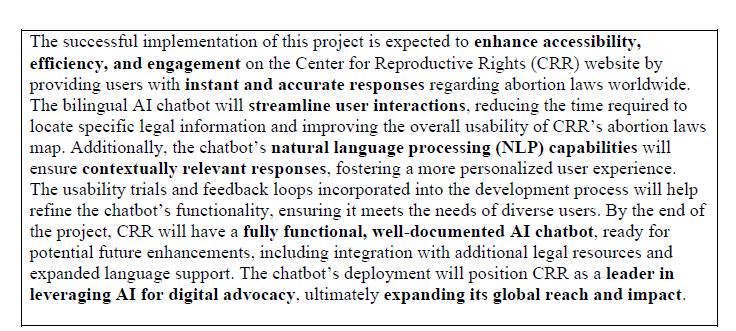 The successful implementation of this project is expected to enhance accessibility,
efficiency, and engagement on the Center for Reproductive Rights (CRR) website by
providing users with instant and accurate responses regarding abortion laws worldwide.
The bilingual AI chatbot will streamline user interactions, reducing the time required to
locate specific legal information and improving the overall usability of CRR's abortion laws
map. Additionally, the chatbot's natural language processing (NLP) capabilities will
ensure contextually relevant responses, fostering a more personalized user experience.
The usability trials and feedback loops incorporated into the development process will help
refine the chatbot's functionality, ensuring it meets the needs of diverse users. By the end of
the project, CRR will have a fully functional, well-documented AI chatbot, ready for
potential future enhancements, including integration with additional legal resources and
expanded language support. The chatbot's deployment will position CRR as a leader in
leveraging AI for digital advocacy, ultimately expanding its global reach and impact.